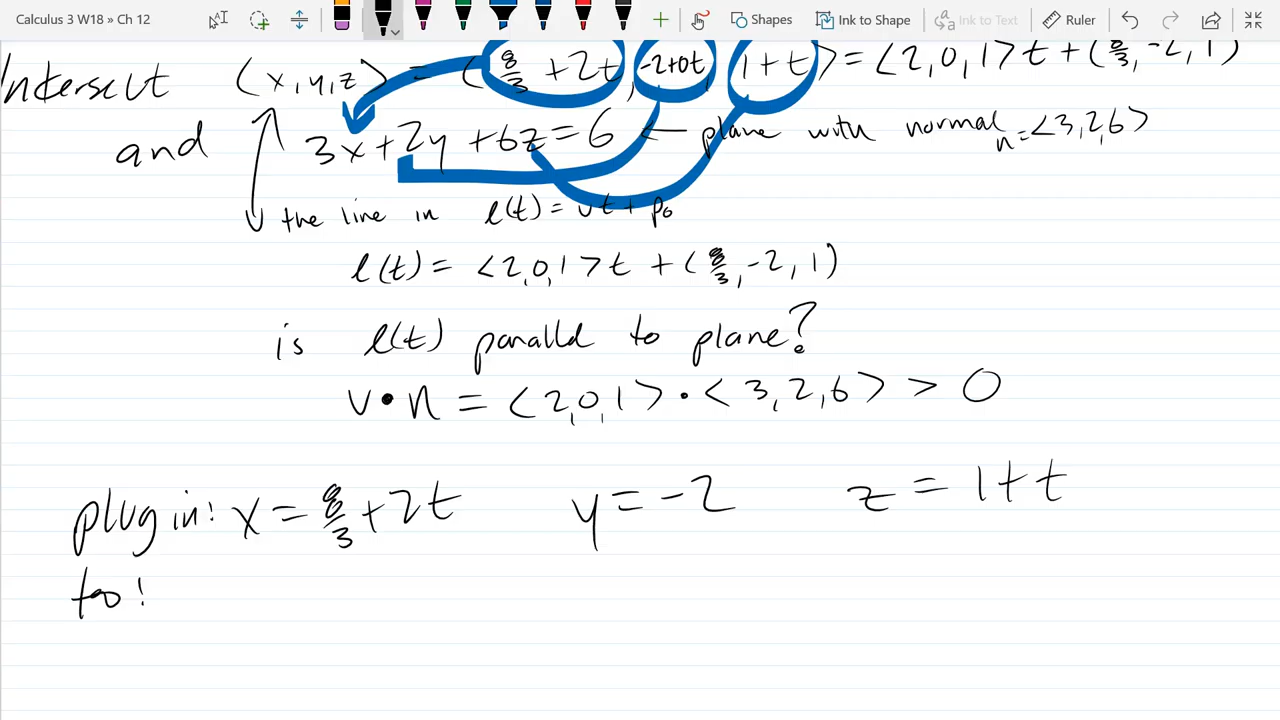 Calculus 3 W18 » Ch 12
Shapes Ink to Shape Ink to Text Ruler
Intersect (x,y,z) = (8/3 + 2t, -2+0t, 1+t) = <2,0,1>t + (8/3, -2, 1)
and 3x+2y+6z=6 ← plane with normal n=<3,2,6>
the line in l(t) = vt + p₀
l(t) = <2,0,1>t + (8/3, -2, 1)
is l(t) parallel to plane?
v•n = <2,0,1>•<3,2,6> > 0
plug in: x = 8/3 + 2t y = -2 z = 1+t
to: